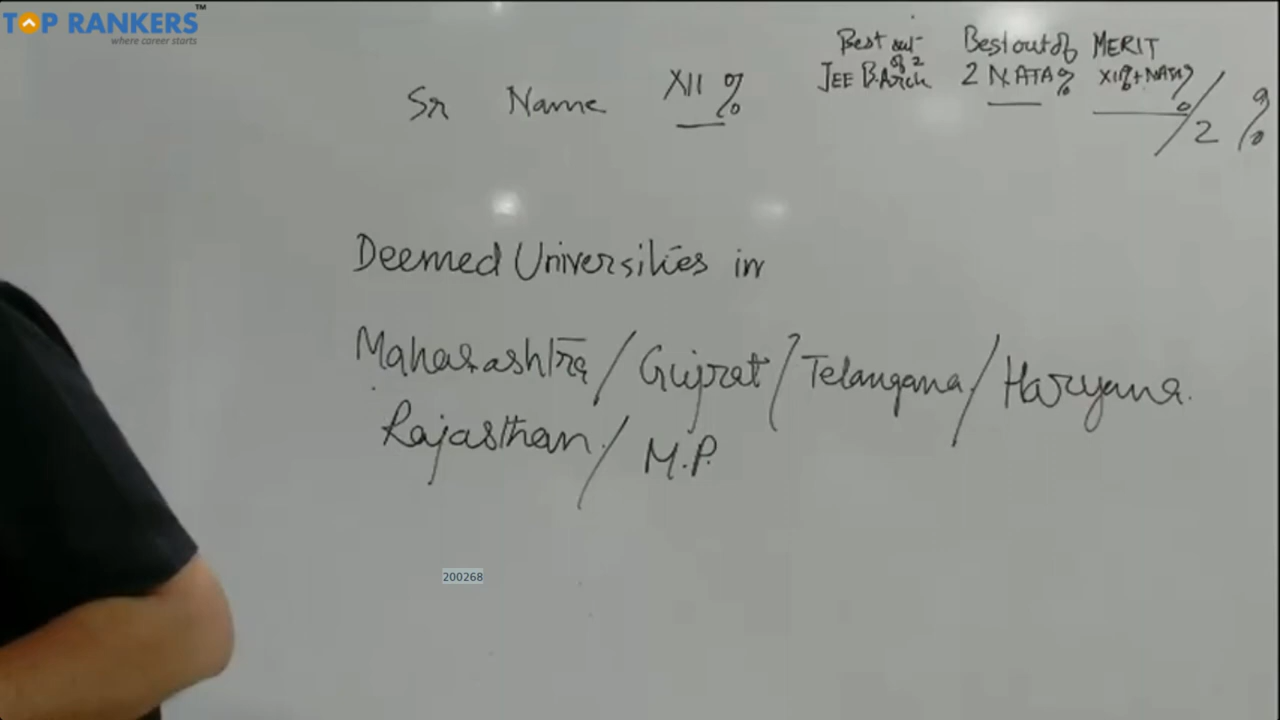 TOP RANKERS™
where career starts
Sr Name XII % Best out of 2 JEE B.Arch Best out of 2 NATA % MERIT XII%+NATA% /2 %
Deemed Universities in
Maharashtra / Gujrat / Telangana / Haryana.
Rajasthan / M.P.
200268